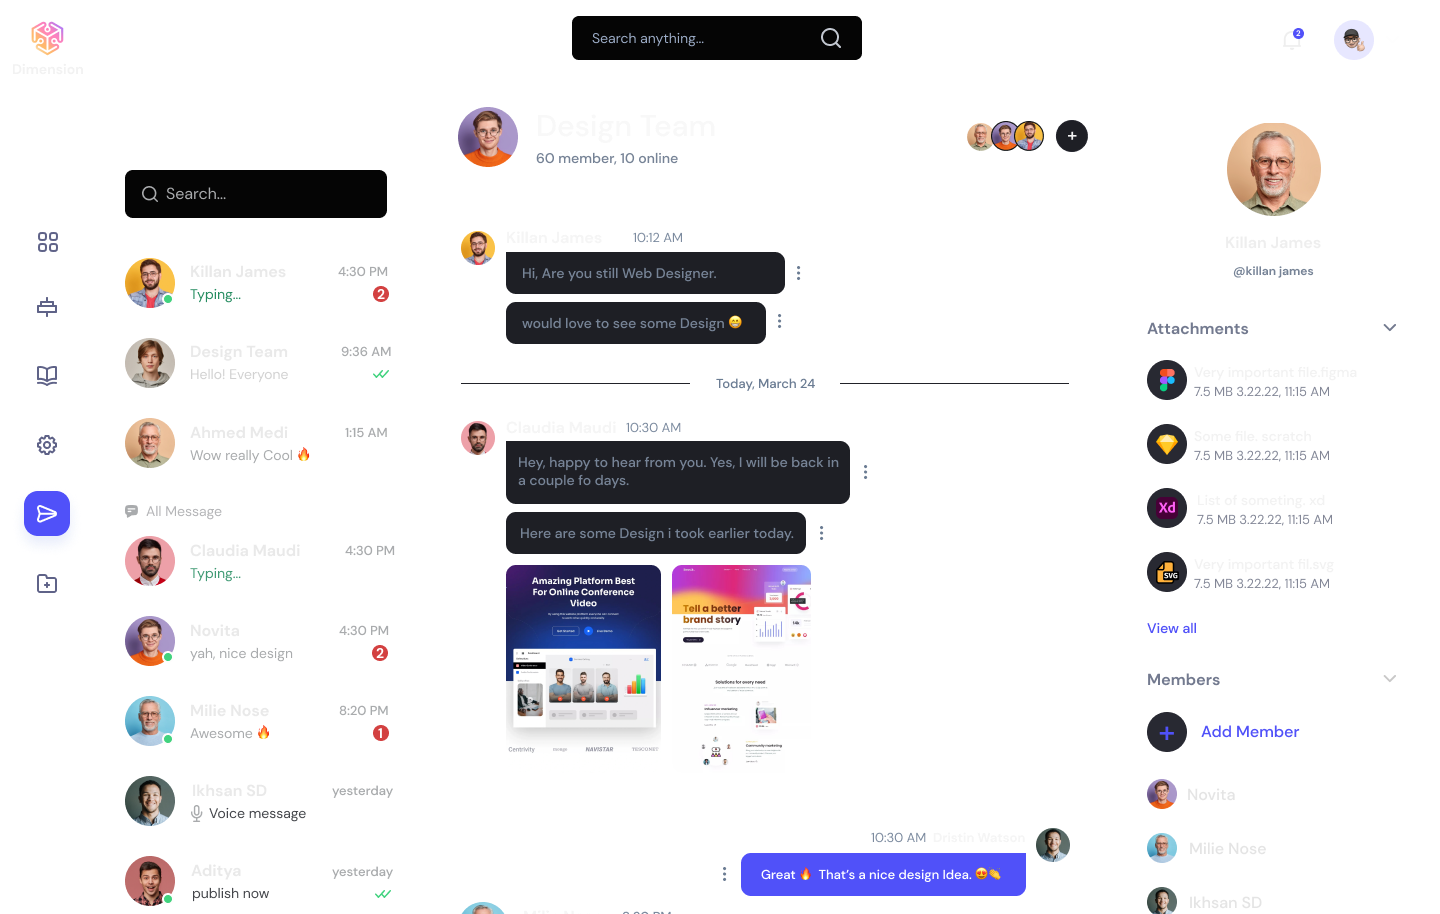 Dimension
Search anything...
2
Search...
Killan James 4:30 PM
Typing... 2
Design Team 9:36 AM
Hello! Everyone
Ahmed Medi 1:15 AM
Wow really Cool 🔥
All Message
Claudia Maudi 4:30 PM
Typing...
Novita 4:30 PM
yah, nice design 2
Milie Nose 8:20 PM
Awesome 🔥 1
Ikhsan SD yesterday
Voice message
Aditya yesterday
publish now
Design Team
60 member, 10 online
+
Killan James 10:12 AM
Hi, Are you still Web Designer.
would love to see some Design 😁
Today, March 24
Claudia Maudi 10:30 AM
Hey, happy to hear from you. Yes, I will be back in
a couple fo days.
Here are some Design i took earlier today.
Amazing Platform Best
For Online Conference
Video
Get Started
Centrivity
NAVISTAR
TESCONET
Tell a better
brand story
Solutions for every need
Influencer marketing
Community marketing
10:30 AM Dristin Watson
Great 🔥 That's a nice design Idea. 😍👏
Killan James
@killan james
Attachments
Very important file.figma
7.5 MB 3.22.22, 11:15 AM
Some file. scratch
7.5 MB 3.22.22, 11:15 AM
Xd
List of someting. xd
7.5 MB 3.22.22, 11:15 AM
SVG
Very important fil.svg
7.5 MB 3.22.22, 11:15 AM
View all
Members
+ Add Member
Novita
Milie Nose
Ikhsan SD